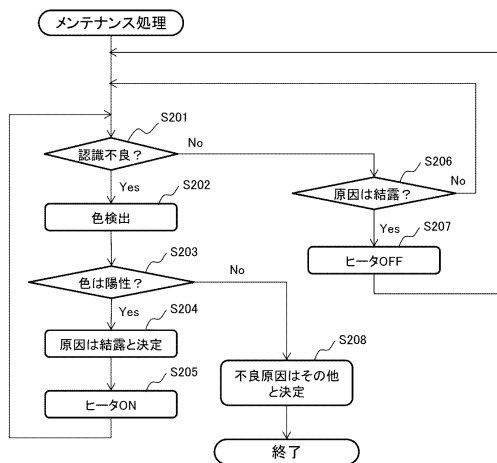 メンテナンス処理
S201
認識不良？
No
Yes
S202
色検出
S203
色は陽性？
No
Yes
S204
原因は結露と決定
S205
ヒータON
S206
原因は結露？
No
Yes
S207
ヒータOFF
S208
不良原因はその他
と決定
終了